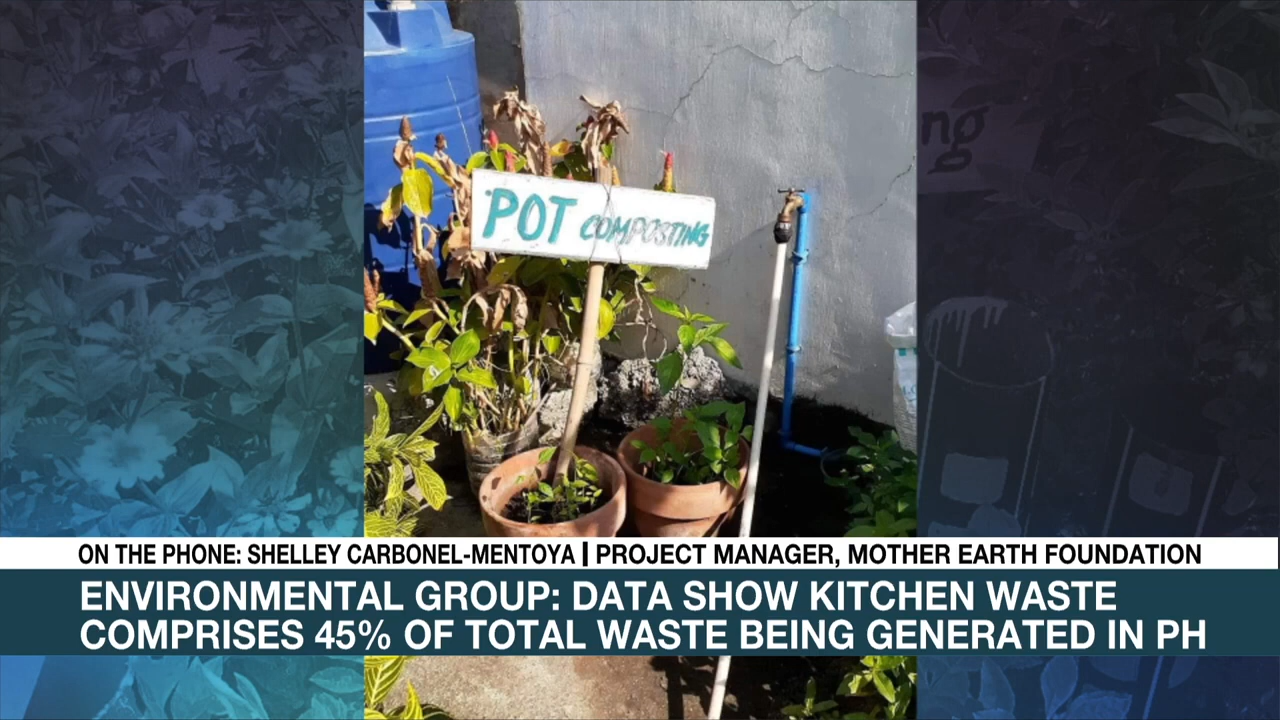 ng
POT COMPOSTING
ON THE PHONE: SHELLEY CARBONEL-MENTOYA | PROJECT MANAGER, MOTHER EARTH FOUNDATION
ENVIRONMENTAL GROUP: DATA SHOW KITCHEN WASTE
COMPRISES 45% OF TOTAL WASTE BEING GENERATED IN PH